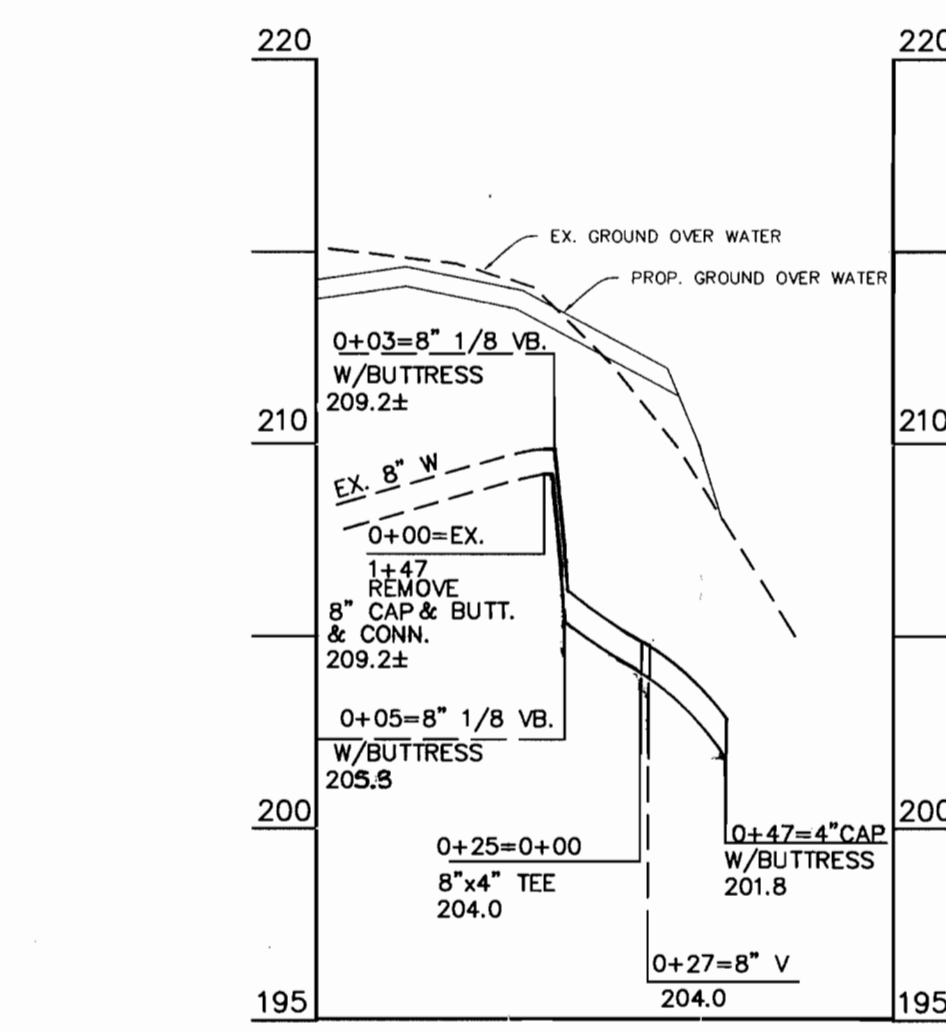 220
220
EX. GROUND OVER WATER
PROP. GROUND OVER WATER
0+03=8" 1/8 VB.
W/BUTTRESS
209.2±
210
210
EX. 8" W
0+00=EX.
1+47
REMOVE
8" CAP & BUTT.
& CONN.
209.2±
0+05=8" 1/8 VB.
W/BUTTRESS
200
200
0+47=4"CAP
W/BUTTRESS
201.8
0+25=0+00
8"x4" TEE
204.0
0+27=8" V
204.0
195
195